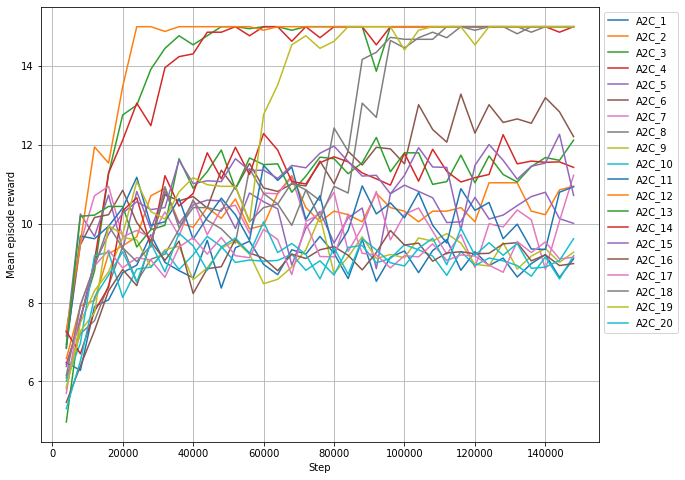 14
12
10
8
6
Mean episode reward
0
20000
40000
60000
80000
100000
120000
140000
Step
A2C_1
A2C_2
A2C_3
A2C_4
A2C_5
A2C_6
A2C_7
A2C_8
A2C_9
A2C_10
A2C_11
A2C_12
A2C_13
A2C_14
A2C_15
A2C_16
A2C_17
A2C_18
A2C_19
A2C_20